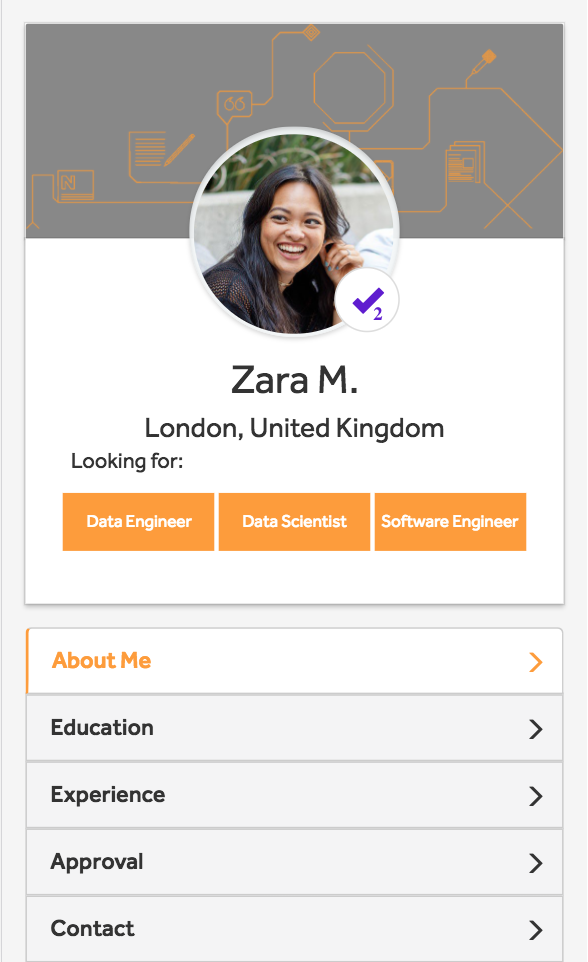 N
2
Zara M.
London, United Kingdom
Looking for:
Data Engineer Data Scientist Software Engineer
About Me
Education
Experience
Approval
Contact